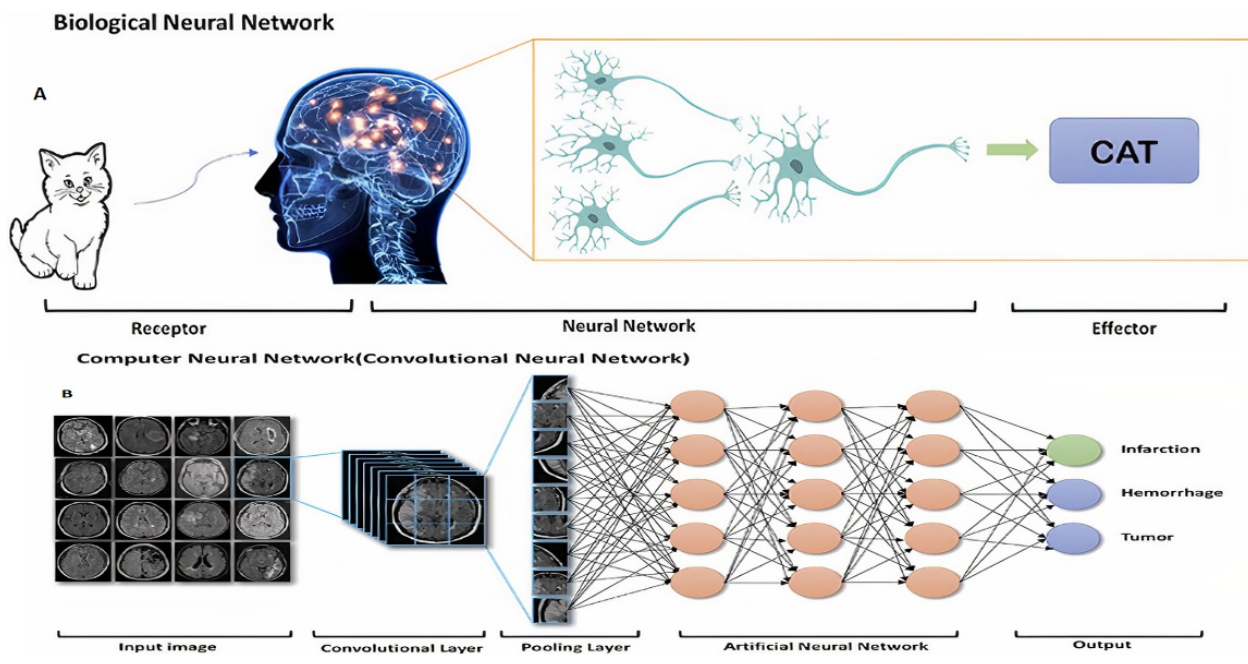 Biological Neural Network
A
CAT
Receptor
Neural Network
Effector
Computer Neural Network(Convolutional Neural Network)
B
Infarction
Hemorrhage
Tumor
Input image
Convolutional Layer
Pooling Layer
Artificial Neural Network
Output